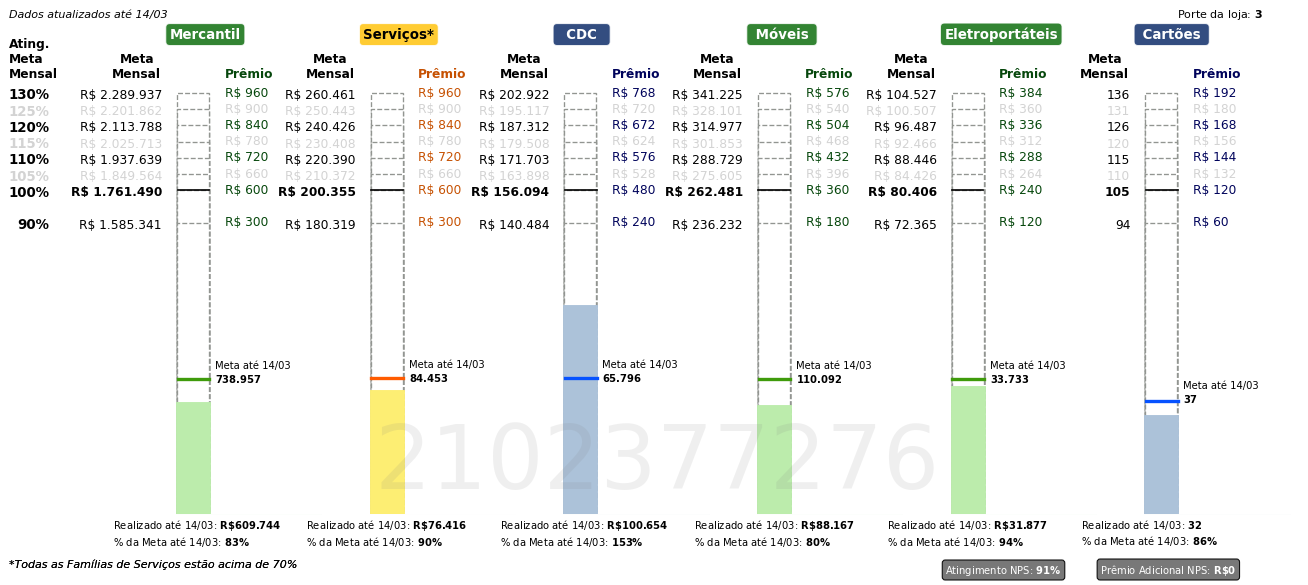 Dados atualizados até 14/03 Porte da loja: 3
Mercantil Serviços* CDC Móveis Eletroportáteis Cartões
Ating.
Meta Meta Meta Meta Meta Meta Meta
Mensal Mensal Prêmio Mensal Prêmio Mensal Prêmio Mensal Prêmio Mensal Prêmio Mensal Prêmio
130% R$ 2.289.937 R$ 960 R$ 260.461 R$ 960 R$ 202.922 R$ 768 R$ 341.225 R$ 576 R$ 104.527 R$ 384 136 R$ 192
125% R$ 2.201.862 R$ 900 R$ 250.443 R$ 900 R$ 195.117 R$ 720 R$ 328.101 R$ 540 R$ 100.507 R$ 360 131 R$ 180
120% R$ 2.113.788 R$ 840 R$ 240.426 R$ 840 R$ 187.312 R$ 672 R$ 314.977 R$ 504 R$ 96.487 R$ 336 126 R$ 168
115% R$ 2.025.713 R$ 780 R$ 230.408 R$ 780 R$ 179.508 R$ 624 R$ 301.853 R$ 468 R$ 92.466 R$ 312 120 R$ 156
110% R$ 1.937.639 R$ 720 R$ 220.390 R$ 720 R$ 171.703 R$ 576 R$ 288.729 R$ 432 R$ 88.446 R$ 288 115 R$ 144
105% R$ 1.849.564 R$ 660 R$ 210.372 R$ 660 R$ 163.898 R$ 528 R$ 275.605 R$ 396 R$ 84.426 R$ 264 110 R$ 132
100% R$ 1.761.490 R$ 600 R$ 200.355 R$ 600 R$ 156.094 R$ 480 R$ 262.481 R$ 360 R$ 80.406 R$ 240 105 R$ 120
90% R$ 1.585.341 R$ 300 R$ 180.319 R$ 300 R$ 140.484 R$ 240 R$ 236.232 R$ 180 R$ 72.365 R$ 120 94 R$ 60
Meta até 14/03 Meta até 14/03 Meta até 14/03 Meta até 14/03 Meta até 14/03
738.957 84.453 65.796 110.092 33.733
Meta até 14/03
37
2102377276
Realizado até 14/03: R$609.744 Realizado até 14/03: R$76.416 Realizado até 14/03: R$100.654 Realizado até 14/03: R$88.167 Realizado até 14/03: R$31.877 Realizado até 14/03: 32
% da Meta até 14/03: 83% % da Meta até 14/03: 90% % da Meta até 14/03: 153% % da Meta até 14/03: 80% % da Meta até 14/03: 94% % da Meta até 14/03: 86%
*Todas as Famílias de Serviços estão acima de 70% Atingimento NPS: 91% Prêmio Adicional NPS: R$0